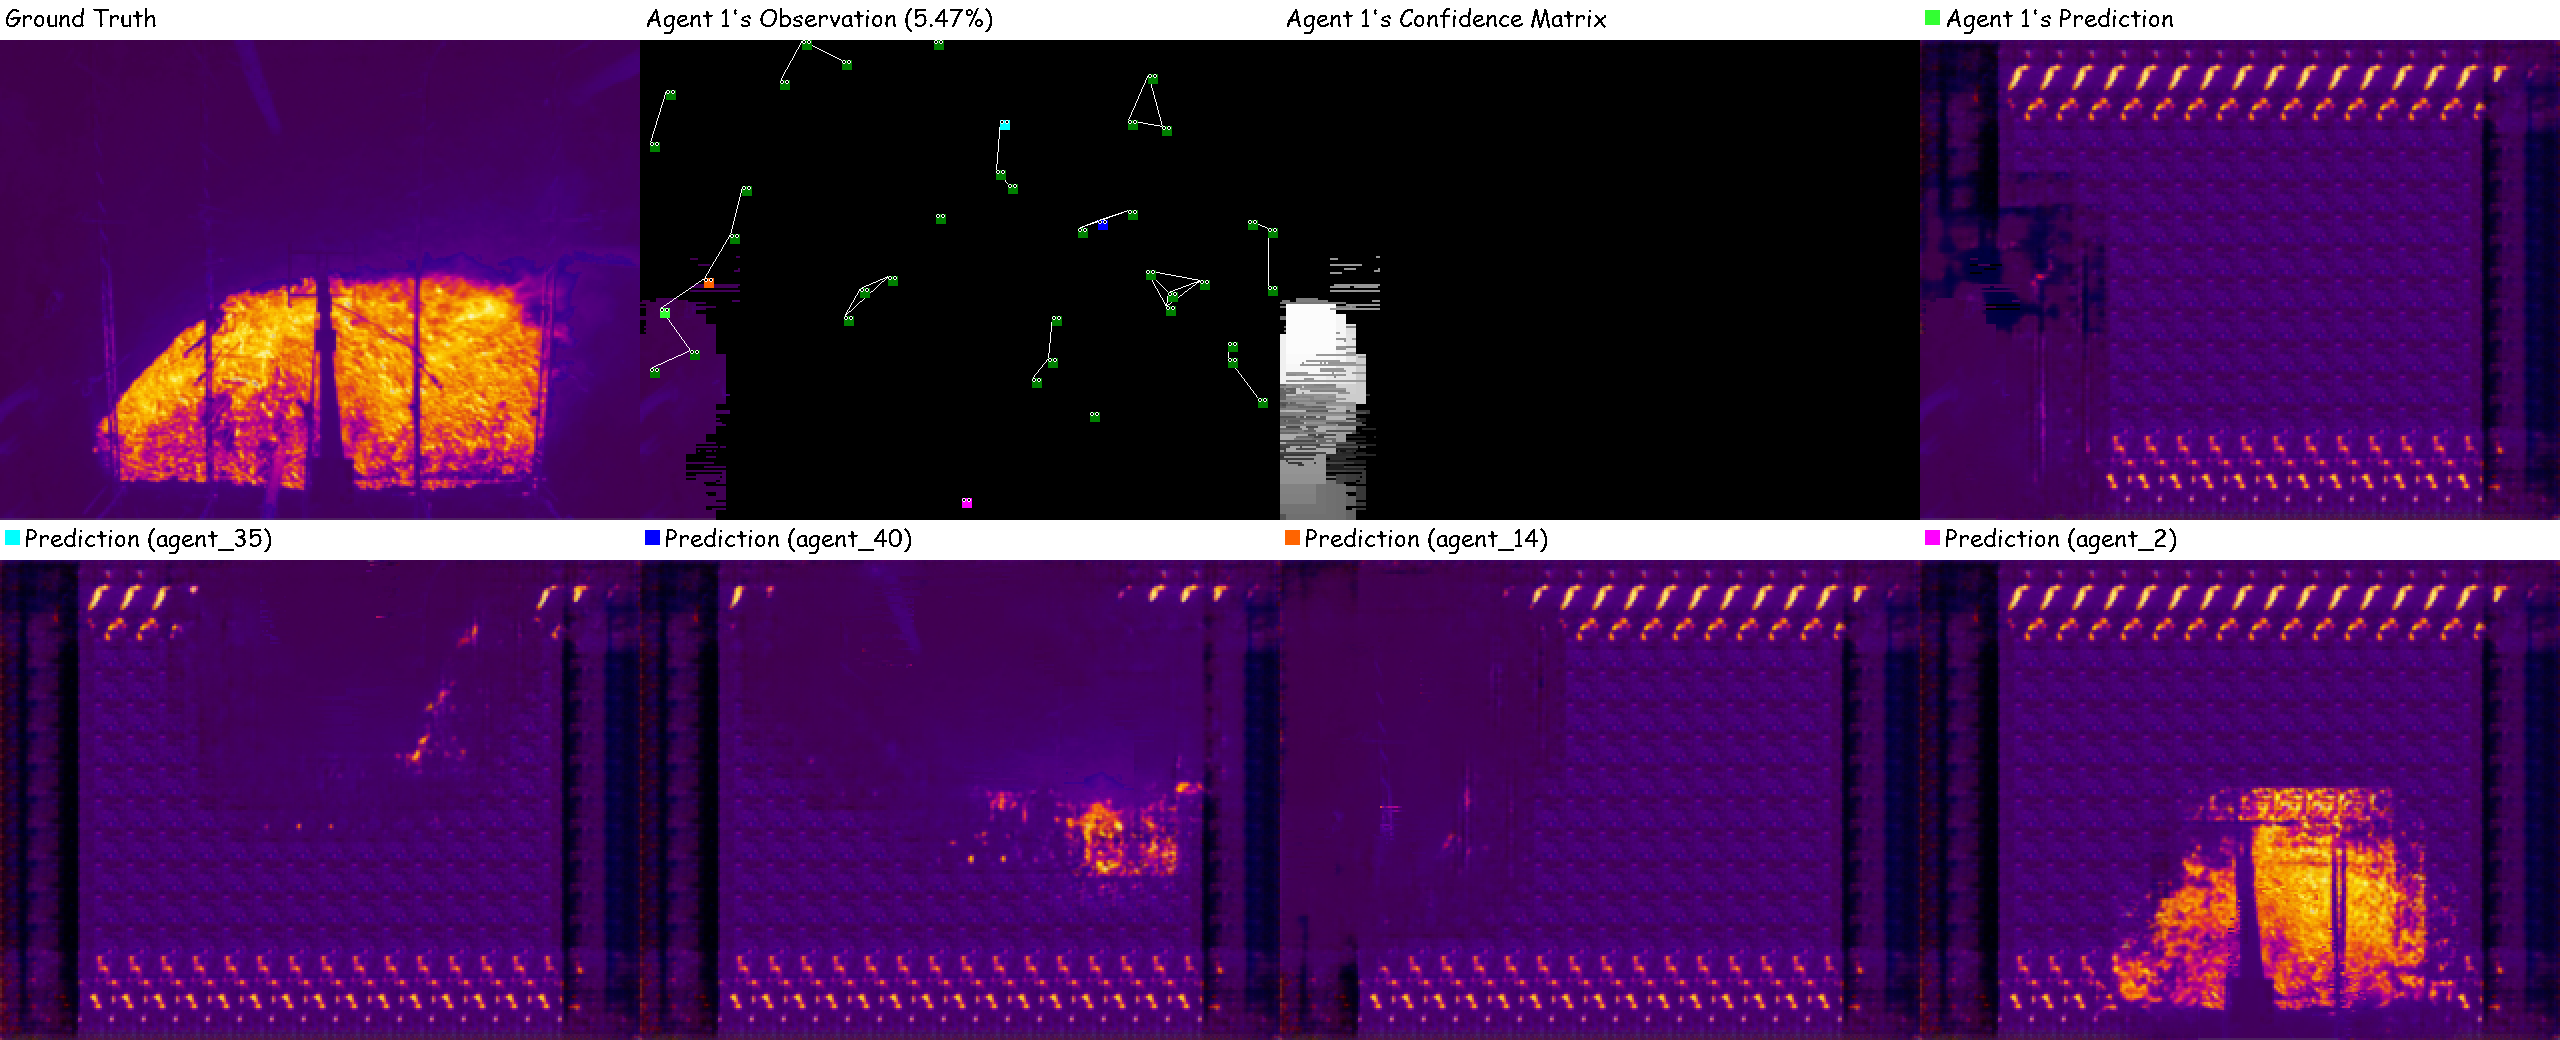 Ground Truth
Agent 1's Observation (5.47%)
Agent 1's Confidence Matrix
Agent 1's Prediction
Prediction (agent_35)
Prediction (agent_40)
Prediction (agent_14)
Prediction (agent_2)